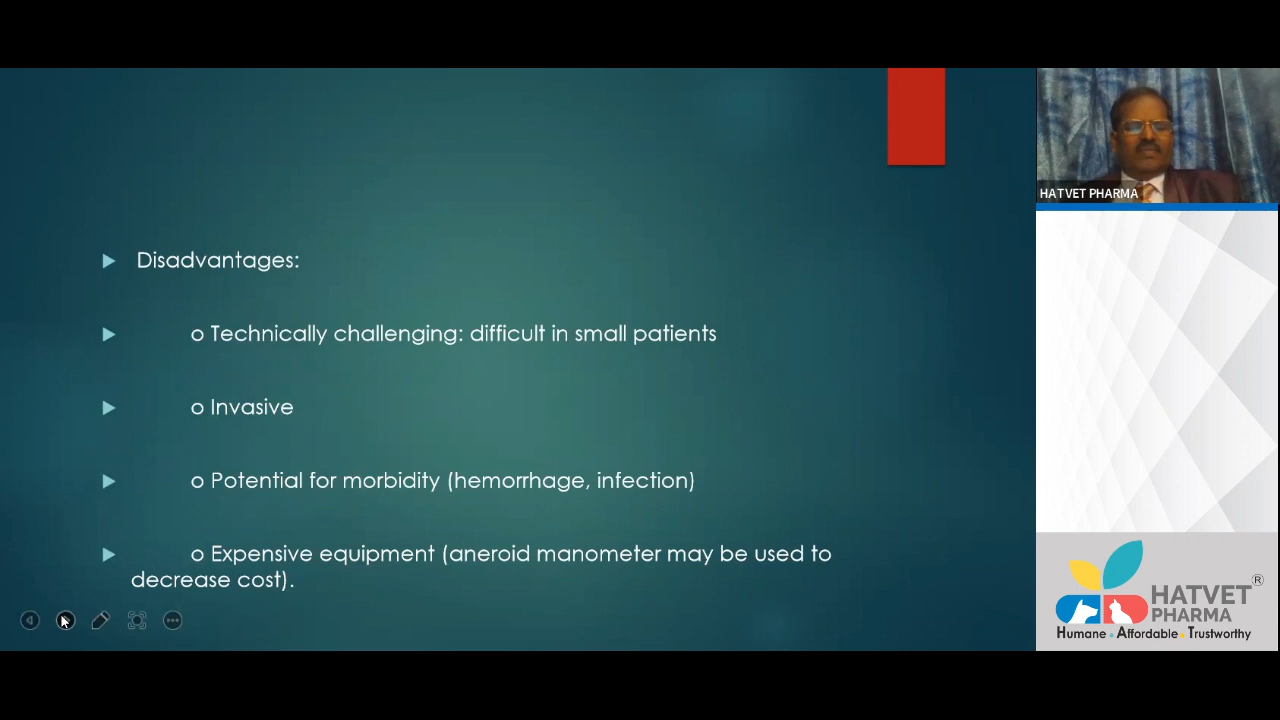 Disadvantages:
o Technically challenging: difficult in small patients
o Invasive
o Potential for morbidity (hemorrhage, infection)
o Expensive equipment (aneroid manometer may be used to
decrease cost).
HATVET PHARMA
HATVET®
PHARMA
Humane • Affordable • Trustworthy